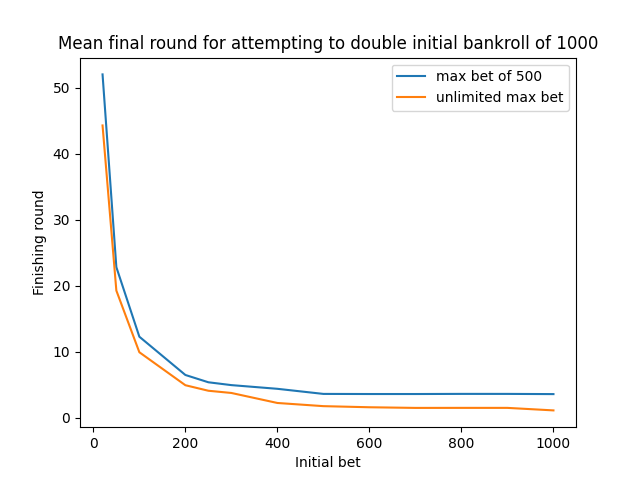 Mean final round for attempting to double initial bankroll of 1000
max bet of 500
unlimited max bet
Finishing round
50
40
30
20
10
0
0 200 400 600 800 1000
Initial bet